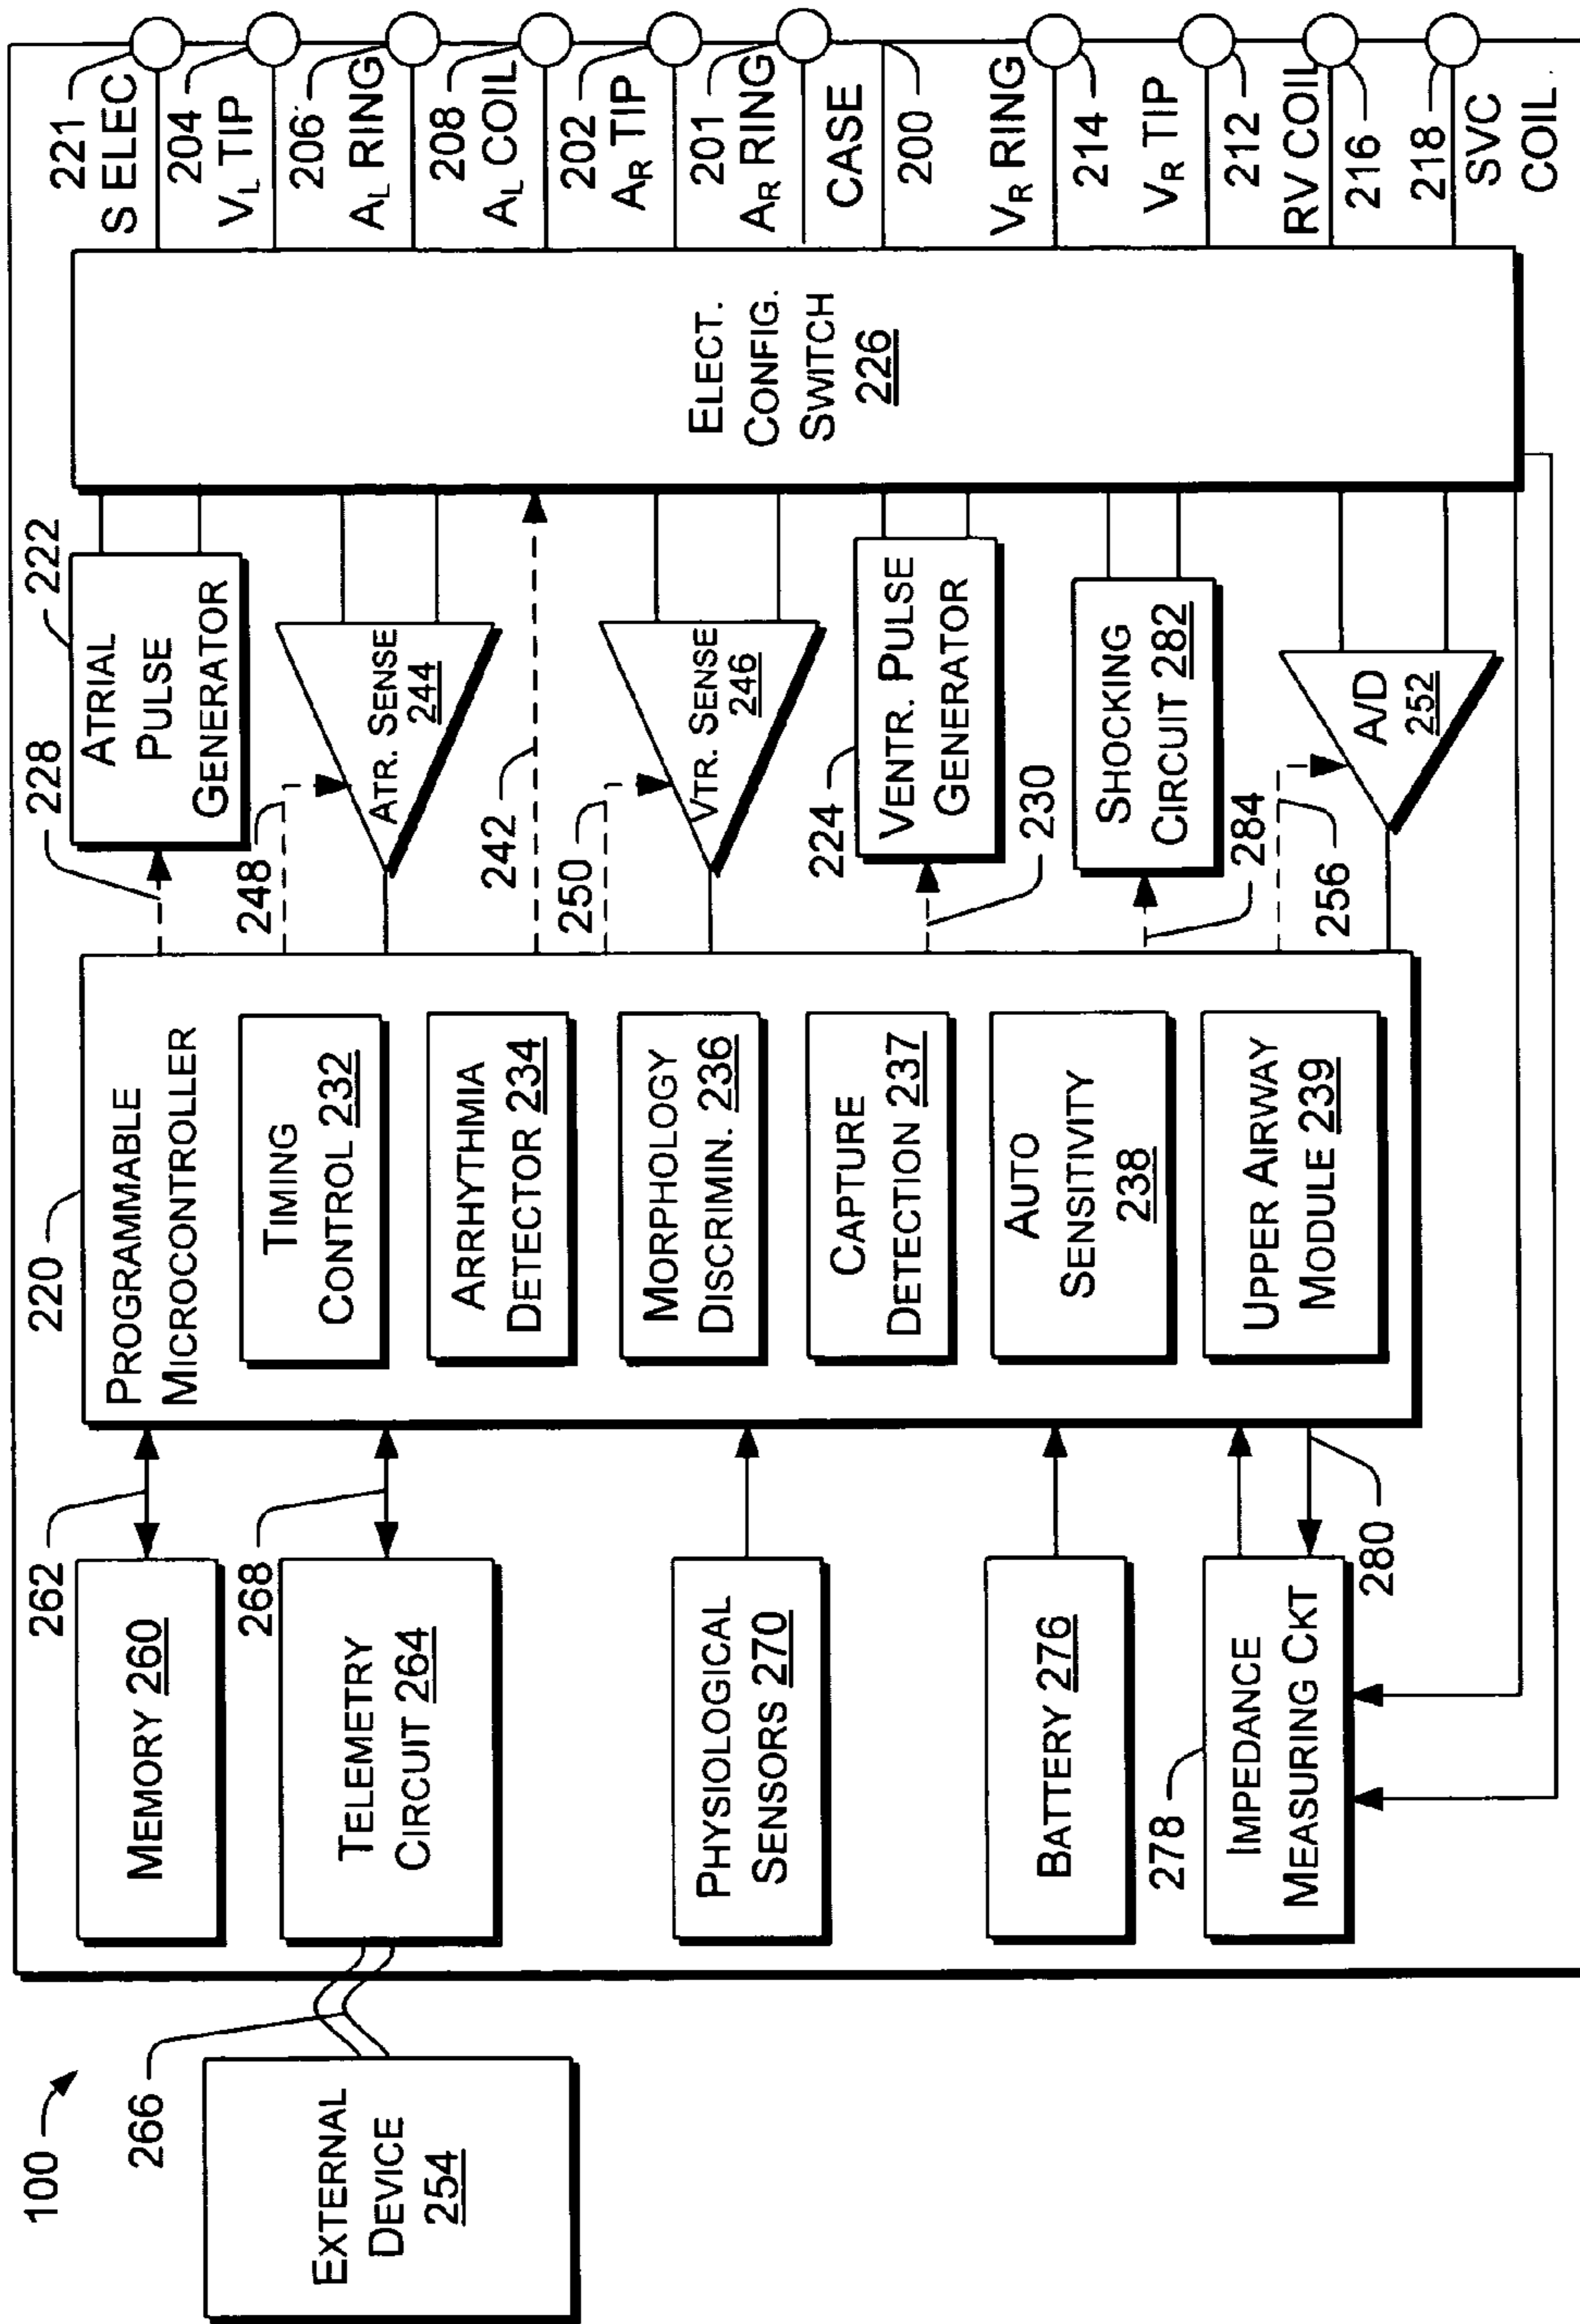 100
EXTERNAL
DEVICE
254
266
MEMORY 260
262
TELEMETRY
CIRCUIT 264
268
PHYSIOLOGICAL
SENSORS 270
BATTERY 276
278
IMPEDANCE
MEASURING CKT
280
220
PROGRAMMABLE
MICROCONTROLLER
TIMING
CONTROL 232
ARRHYTHMIA
DETECTOR 234
MORPHOLOGY
DISCRIMIN. 236
CAPTURE
DETECTION 237
AUTO
SENSITIVITY
238
UPPER AIRWAY
MODULE 239
228
222
ATRIAL
PULSE
GENERATOR
248
ATR. SENSE
244
242
250
VTR. SENSE
246
224
VENTR. PULSE
GENERATOR
230
SHOCKING
CIRCUIT 282
284
256
A/D
252
ELECT.
CONFIG.
SWITCH
226
221
S ELEC
204
VL TIP
206
AL RING
208
AL COIL
202
AR TIP
201
AR RING
CASE
200
VR RING
214
VR TIP
212
RV COIL
216
218
SVC
COIL